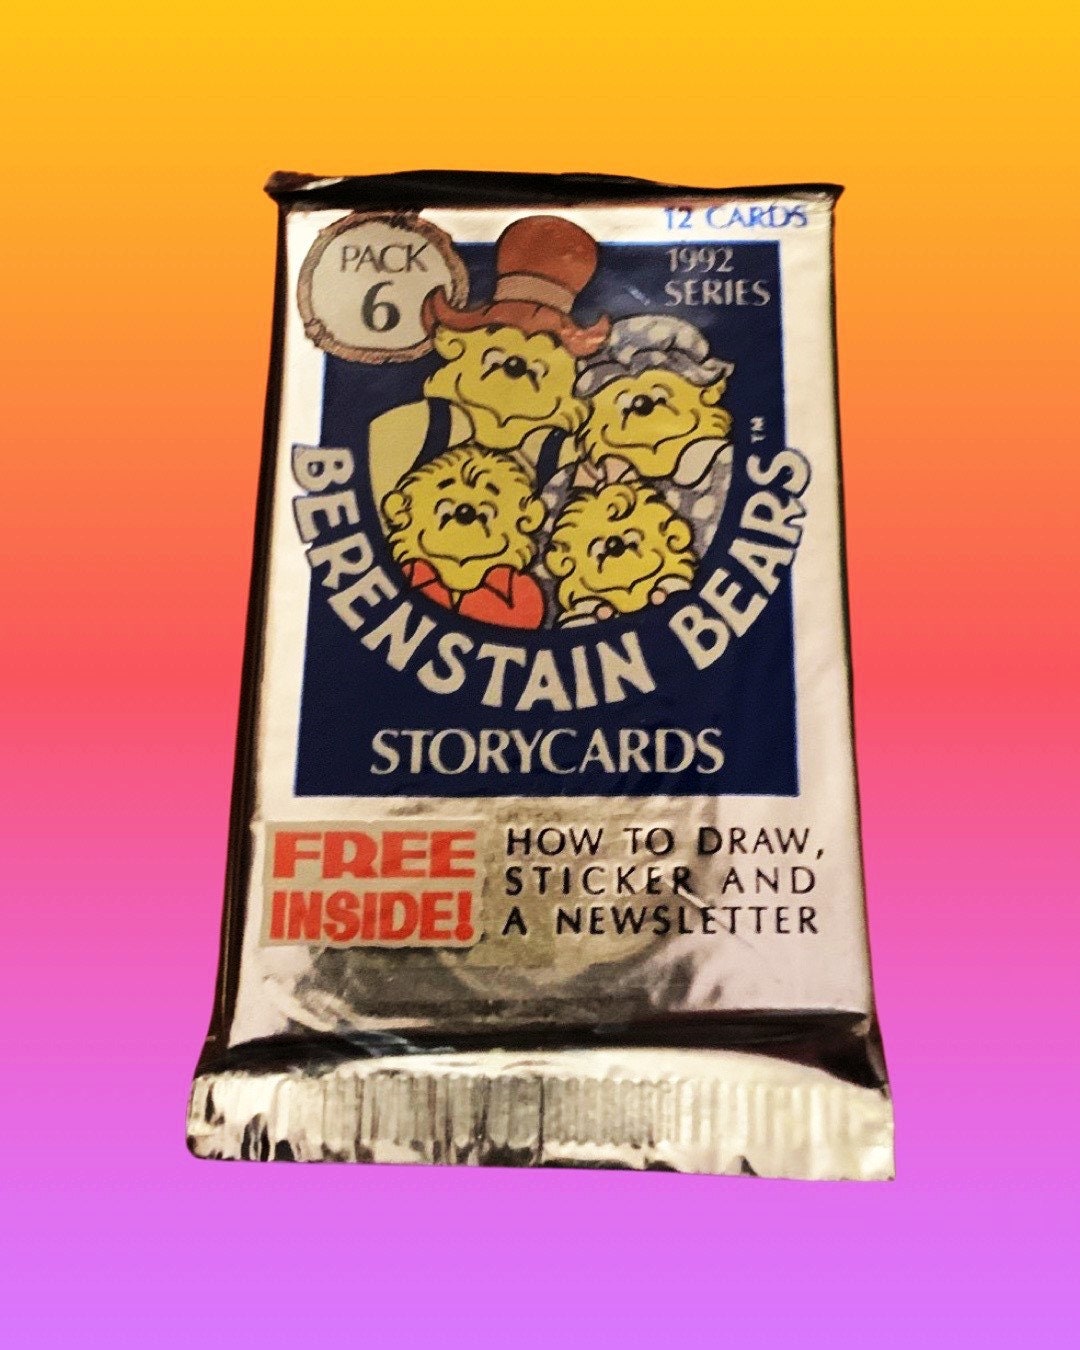 12 CARDS
PACK
6
1992
SERIES
BERENSTAIN BEARS™
STORYCARDS
FREE
INSIDE!
HOW TO DRAW,
STICKER AND
A NEWSLETTER